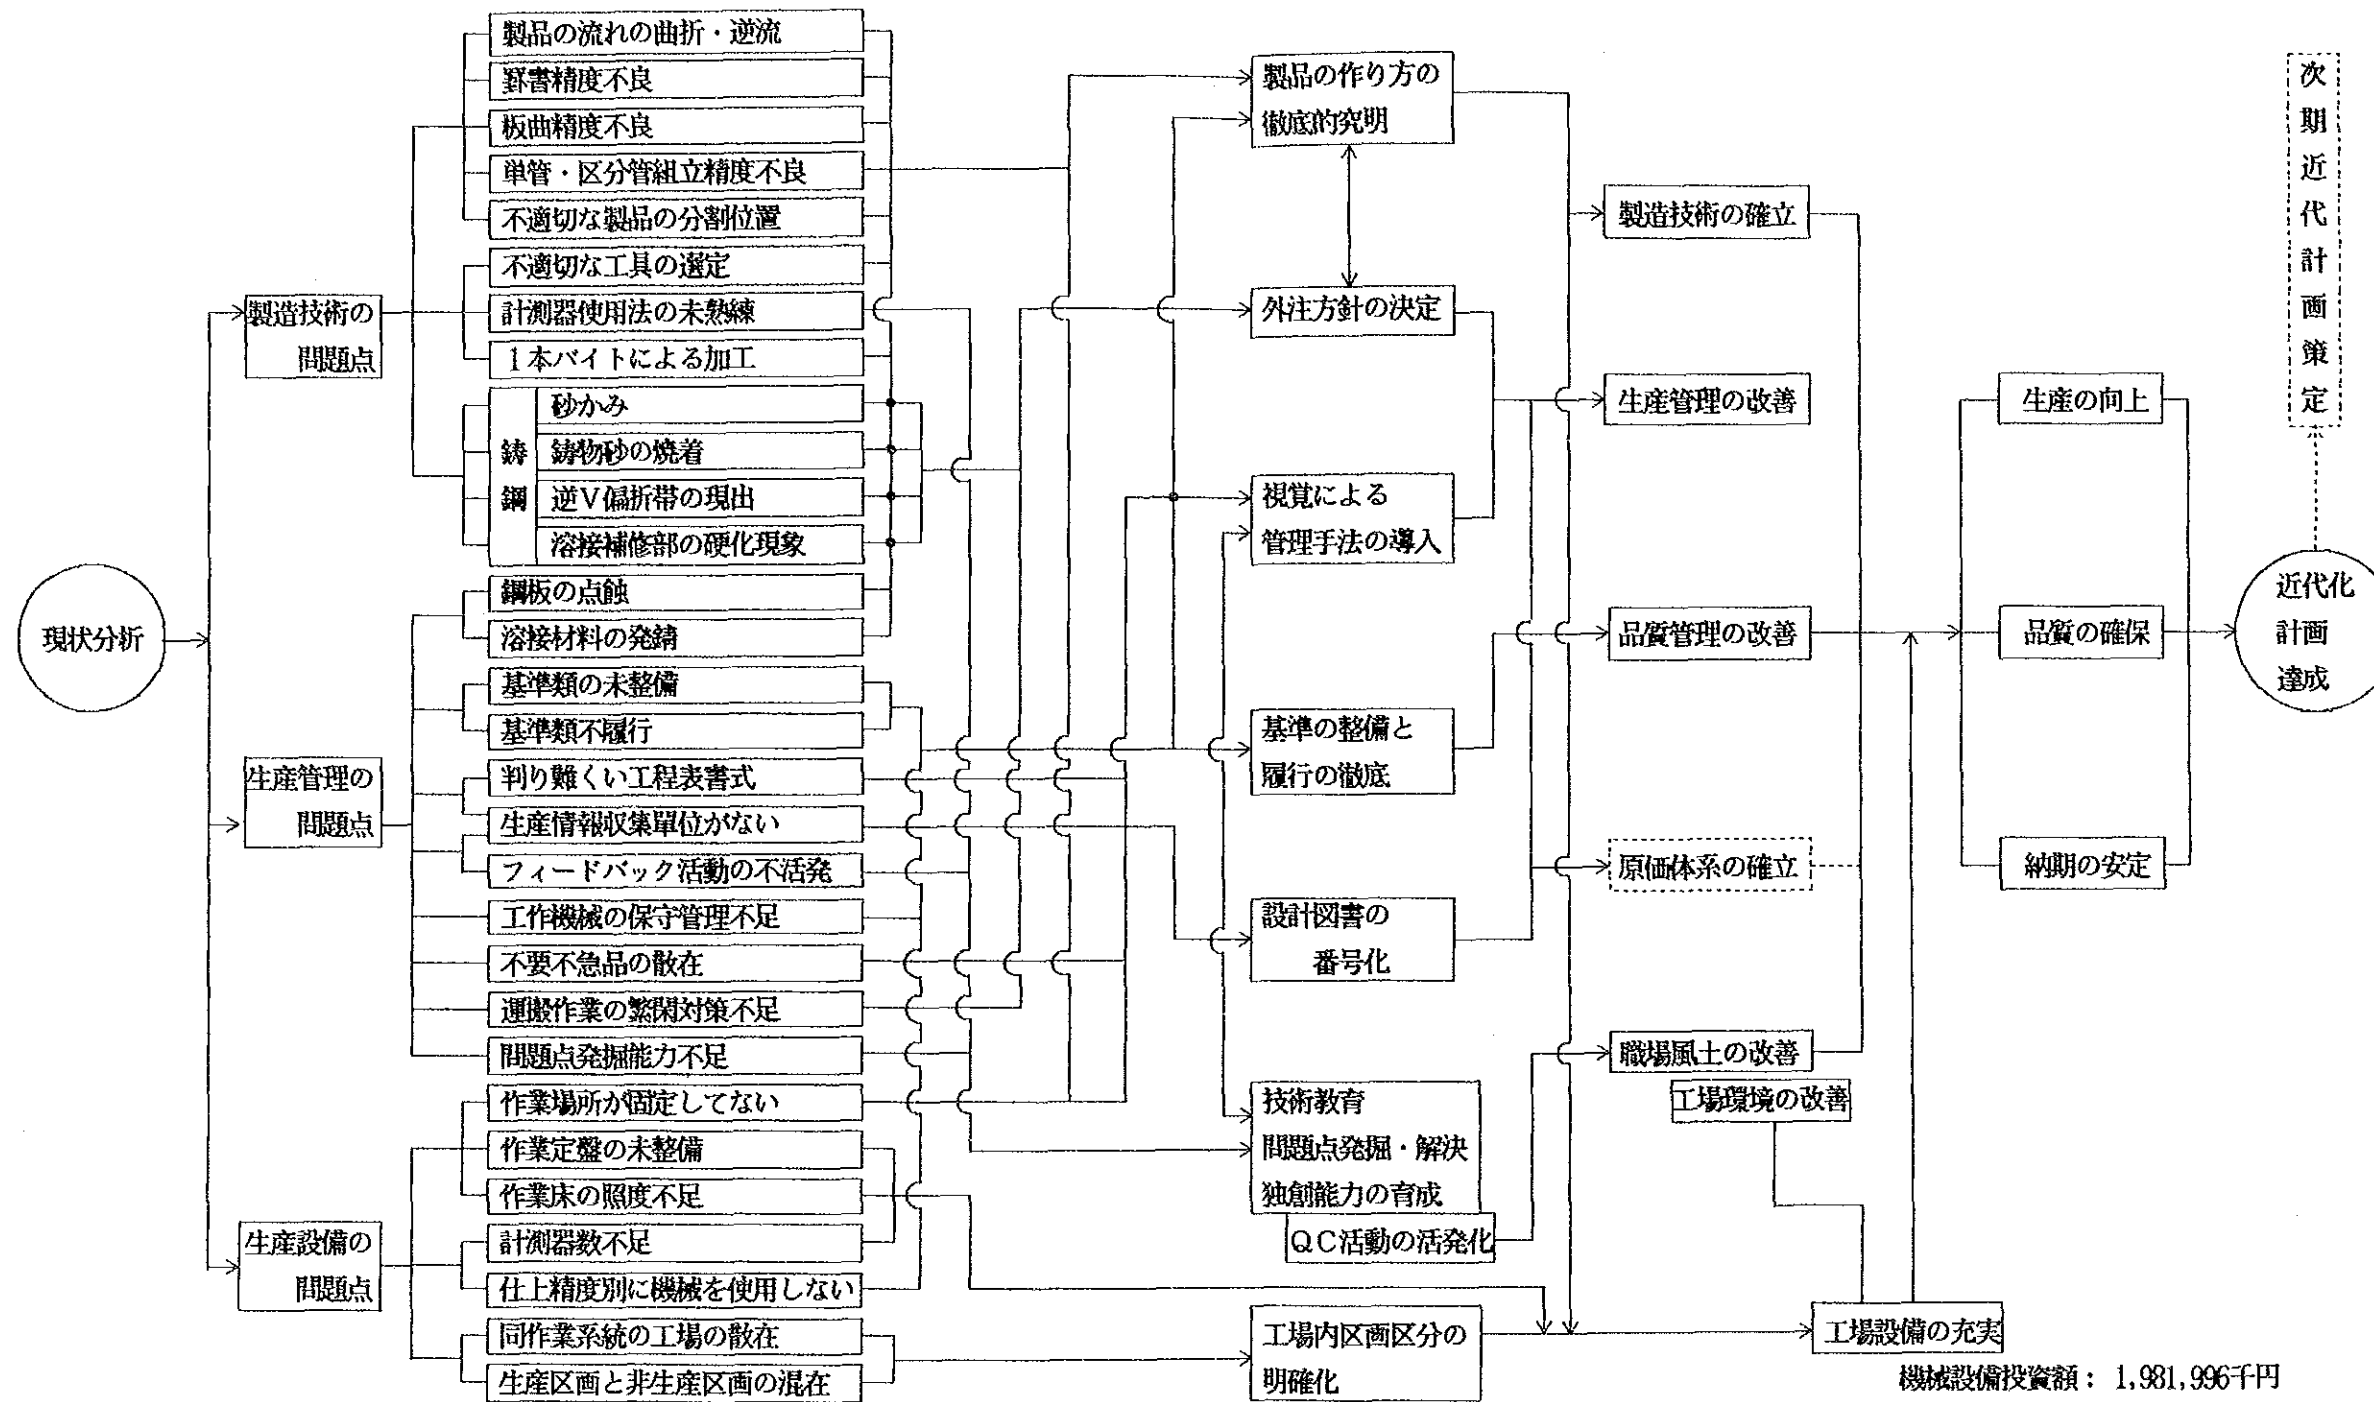 現状分析
製造技術の
問題点
生産管理の
問題点
生産設備の
問題点
製品の流れの曲折・逆流
罫書精度不良
板曲精度不良
単管・区分管組立精度不良
不適切な製品の分割位置
不適切な工具の選定
計測器使用法の未熟練
1本バイトによる加工
鋳
鋼
砂かみ
鋳物砂の焼着
逆V偏折帯の現出
溶接補修部の硬化現象
鋼板の点蝕
溶接材料の発錆
基準類の未整備
基準類不履行
判り難くい工程表書式
生産情報収集単位がない
フィードバック活動の不活発
工作機械の保守管理不足
不要不急品の散在
運搬作業の繁閑対策不足
問題点発掘能力不足
作業場所が固定してない
作業定盤の未整備
作業床の照度不足
計測器数不足
仕上精度別に機械を使用しない
同作業系統の工場の散在
生産区画と非生産区画の混在
製品の作り方の
徹底的究明
外注方針の決定
視覚による
管理手法の導入
基準の整備と
履行の徹底
設計図書の
番号化
技術教育
問題点発掘・解決
独創能力の育成
QC活動の活発化
工場内区画区分の
明確化
製造技術の確立
生産管理の改善
品質管理の改善
原価体系の確立
職場風土の改善
工場環境の改善
工場設備の充実
機械設備投資額： 1,981,996千円
生産の向上
品質の確保
納期の安定
近代化
計画
達成
次期近代計画策定